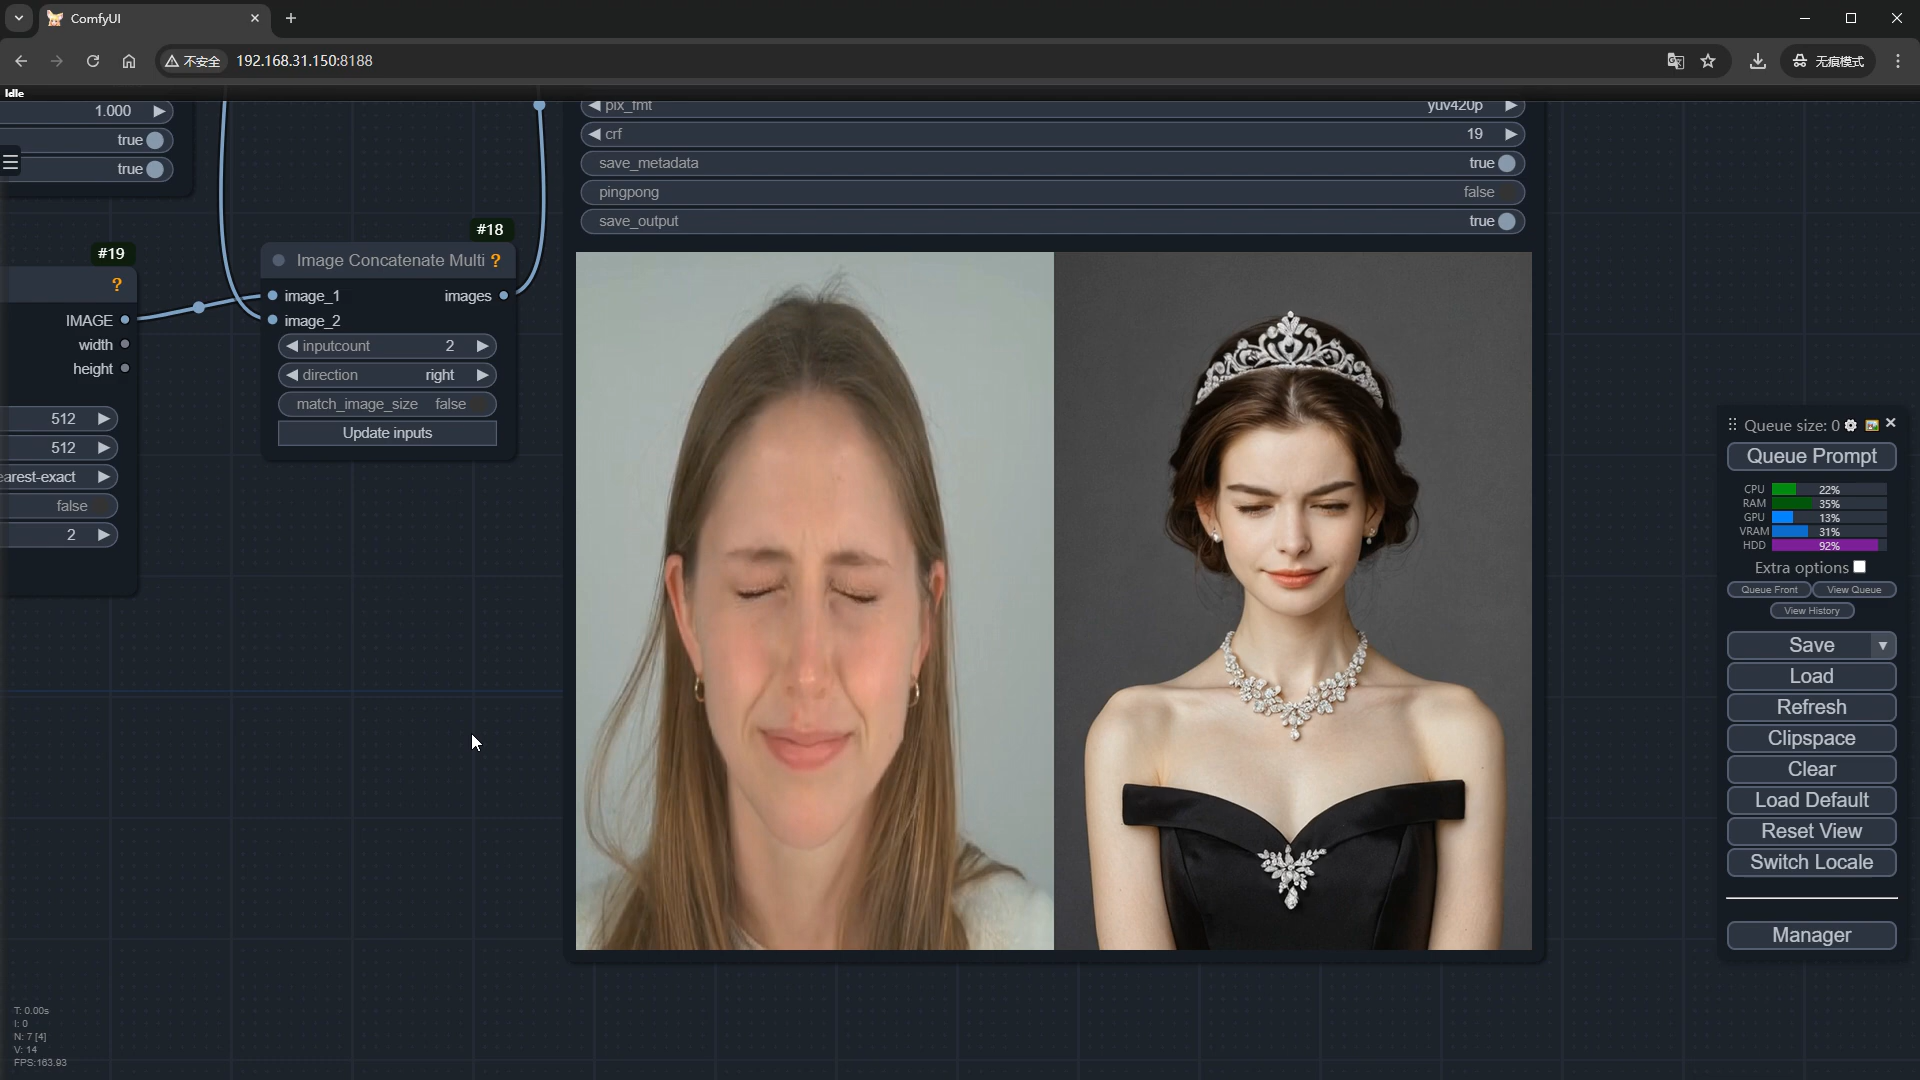 ComfyUI
不安全
192.168.31.150:8188
无痕模式
Idle
1.000
true
true
pix_fmt
yuv420p
crf
19
save_metadata
true
pingpong
false
save_output
true
#18
Image Concatenate Multi ?
image_1
images
image_2
inputcount
2
direction
right
match_image_size
false
Update inputs
#19
?
IMAGE
width
height
512
512
earest-exact
false
2
Queue size: 0
Queue Prompt
CPU 22%
RAM 35%
GPU 13%
VRAM 31%
HDD 92%
Extra options
Queue Front
View Queue
View History
Save
Load
Refresh
Clipspace
Clear
Load Default
Reset View
Switch Locale
Manager
T: 0.00s
I: 0
N: 7 [4]
V: 14
FPS:163.93